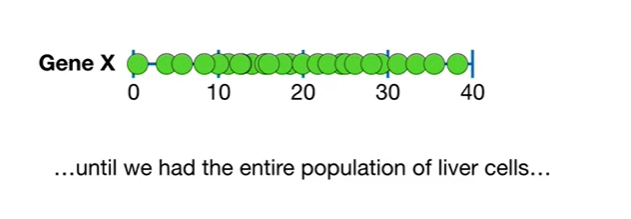 Gene X
0 10 20 30 40
...until we had the entire population of liver cells...